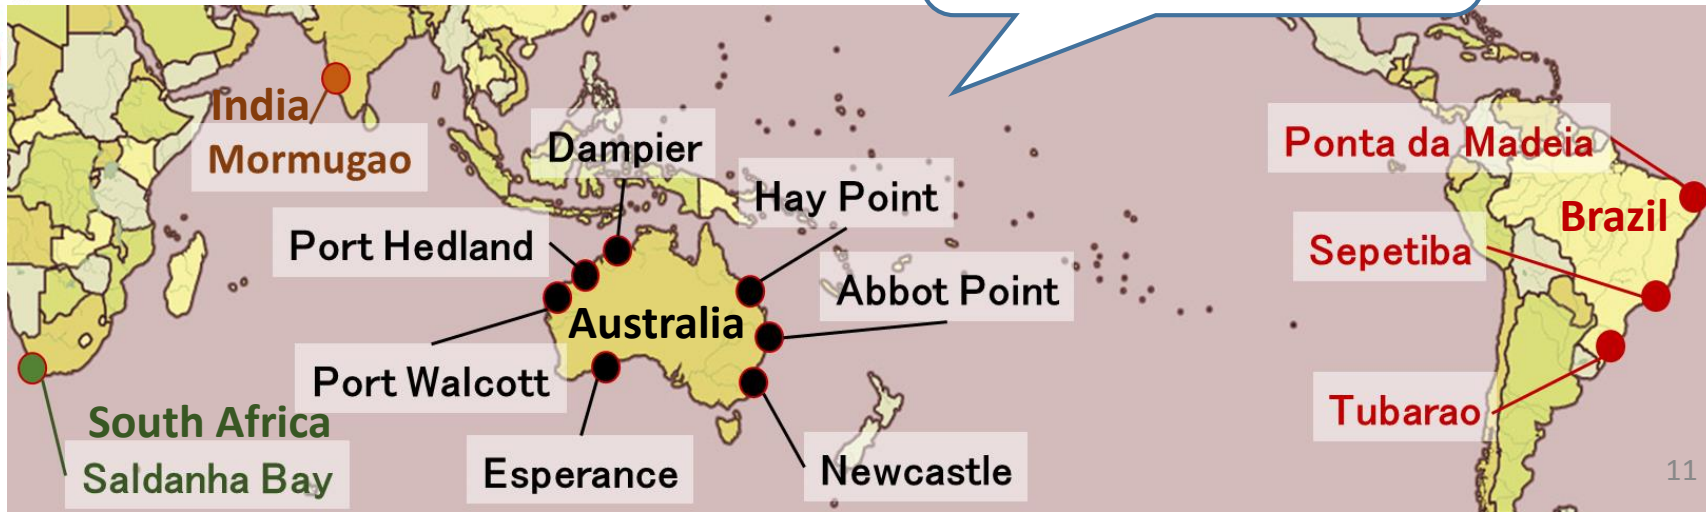 India
Mormugao
Dampier
Hay Point
Port Hedland
Abbot Point
Australia
Port Walcott
Esperance
Newcastle
South Africa
Saldanha Bay
Ponta da Madeia
Brazil
Sepetiba
Tubarao
11